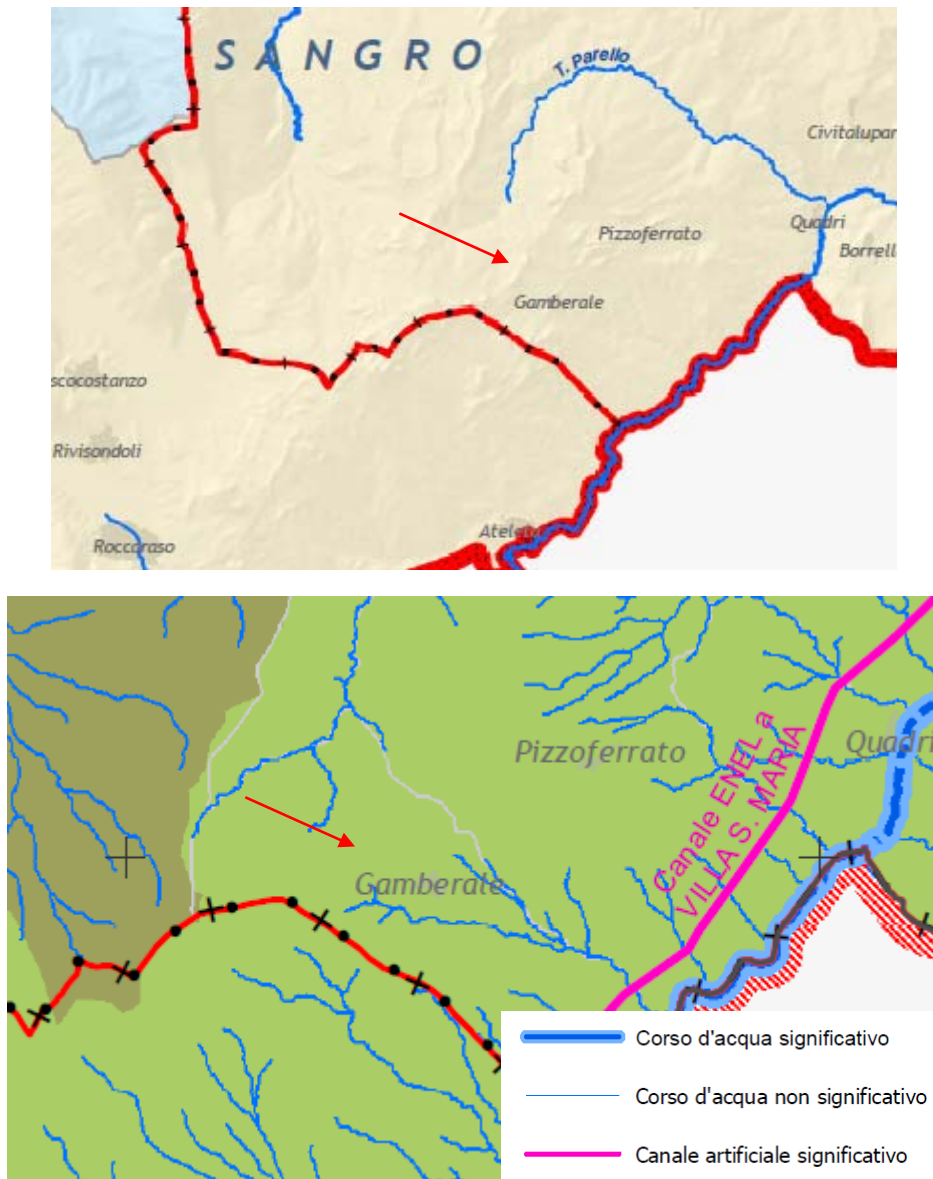 SANGRO
T. Parello
Civitalupar
Quadri
Pizzoferrato
Borrell
Gamberale
scocostanzo
Rivisondoli
Ateleta
Roccaraso
Pizzoferrato
Quadri
Canale ENEL a
VILLA S. MARIA
Gamberale
Corso d'acqua significativo
Corso d'acqua non significativo
Canale artificiale significativo